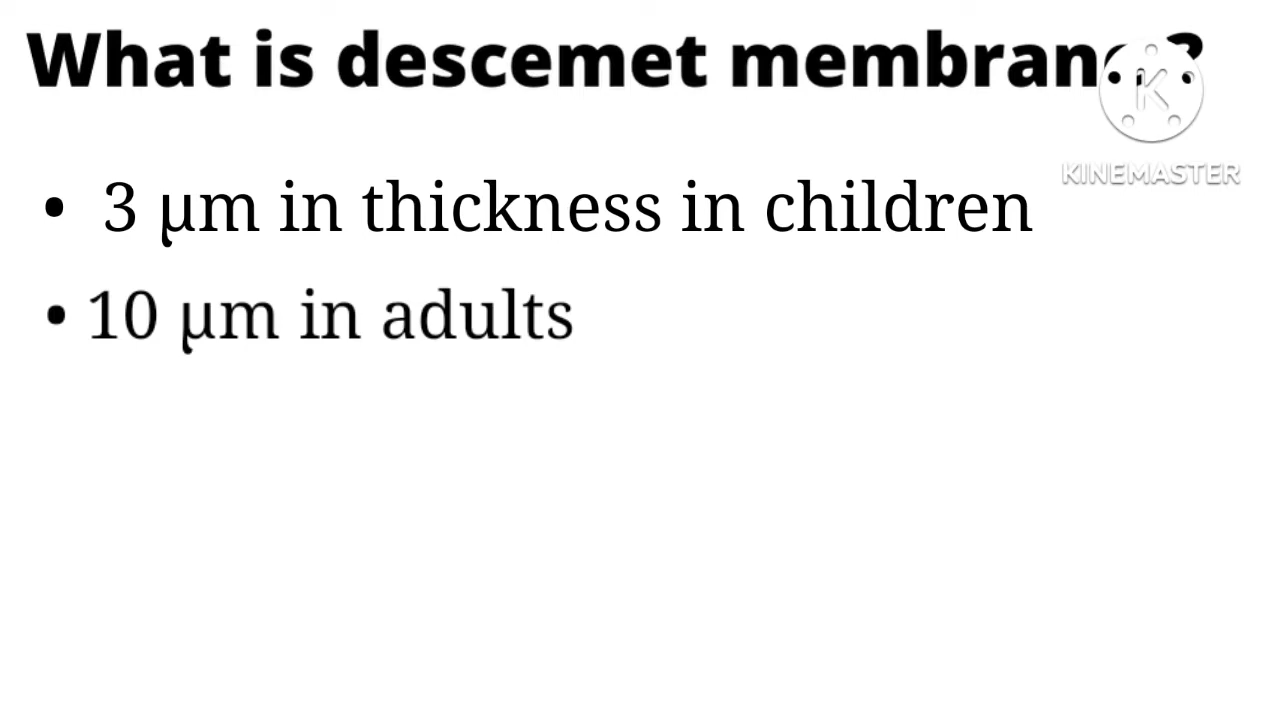 What is descemet membrane?
• 3 µm in thickness in children
• 10 µm in adults
K
KINEMASTER